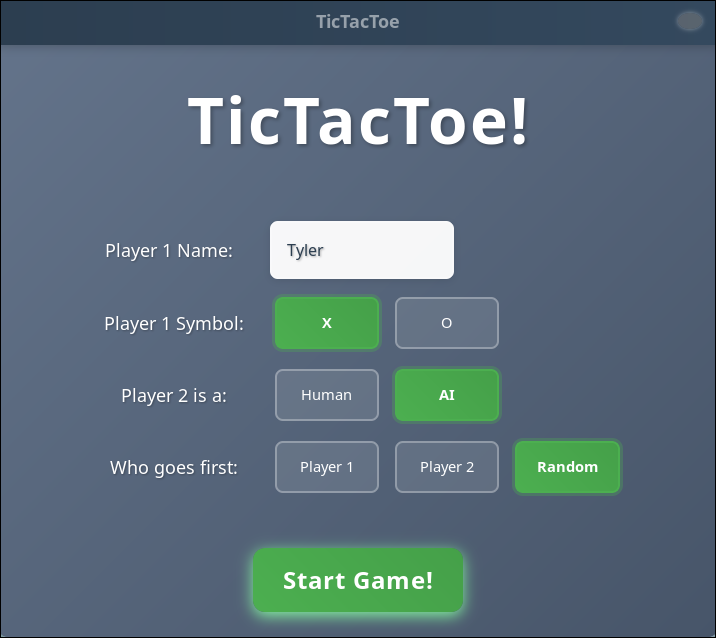 TicTacToe
TicTacToe!
Player 1 Name: Tyler
Player 1 Symbol: X O
Player 2 is a: Human AI
Who goes first: Player 1 Player 2 Random
Start Game!